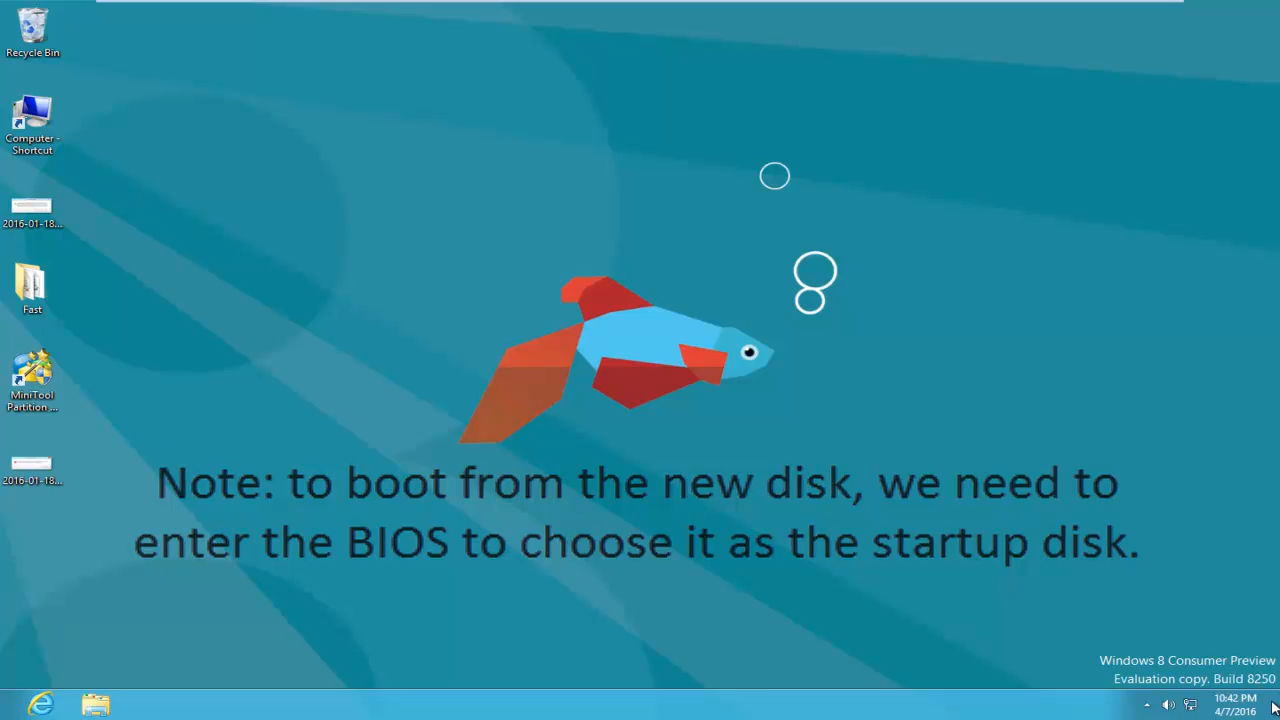 Recycle Bin
Computer -
Shortcut
2016-01-18...
Fast
MiniTool
Partition ...
2016-01-18...
Note: to boot from the new disk, we need to
enter the BIOS to choose it as the startup disk.
Windows 8 Consumer Preview
Evaluation copy. Build 8250
10:42 PM
4/7/2016